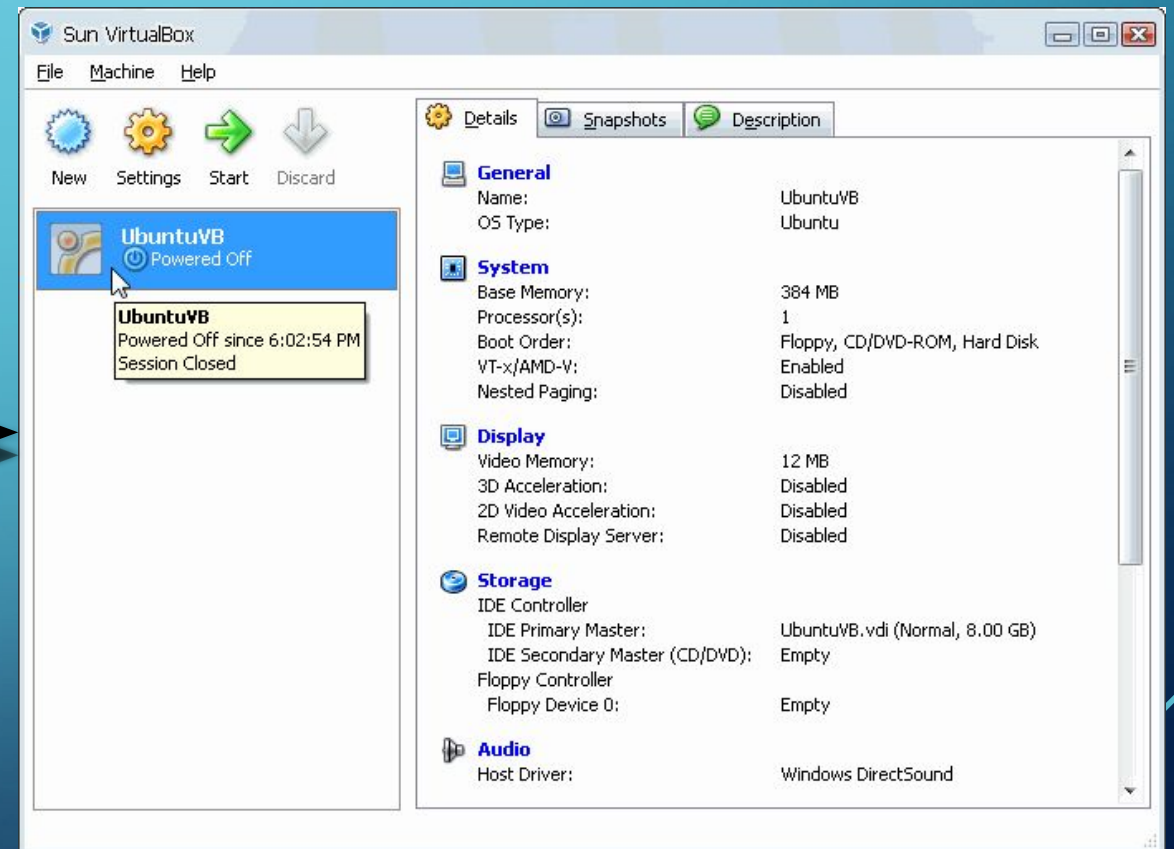 Sun VirtualBox
File Machine Help
New Settings Start Discard
UbuntuVB
Powered Off
UbuntuVB
Powered Off since 6:02:54 PM
Session Closed
Details Snapshots Description
General
Name: UbuntuVB
OS Type: Ubuntu
System
Base Memory: 384 MB
Processor(s): 1
Boot Order: Floppy, CD/DVD-ROM, Hard Disk
VT-x/AMD-V: Enabled
Nested Paging: Disabled
Display
Video Memory: 12 MB
3D Acceleration: Disabled
2D Video Acceleration: Disabled
Remote Display Server: Disabled
Storage
IDE Controller
IDE Primary Master: UbuntuVB.vdi (Normal, 8.00 GB)
IDE Secondary Master (CD/DVD): Empty
Floppy Controller
Floppy Device 0: Empty
Audio
Host Driver: Windows DirectSound